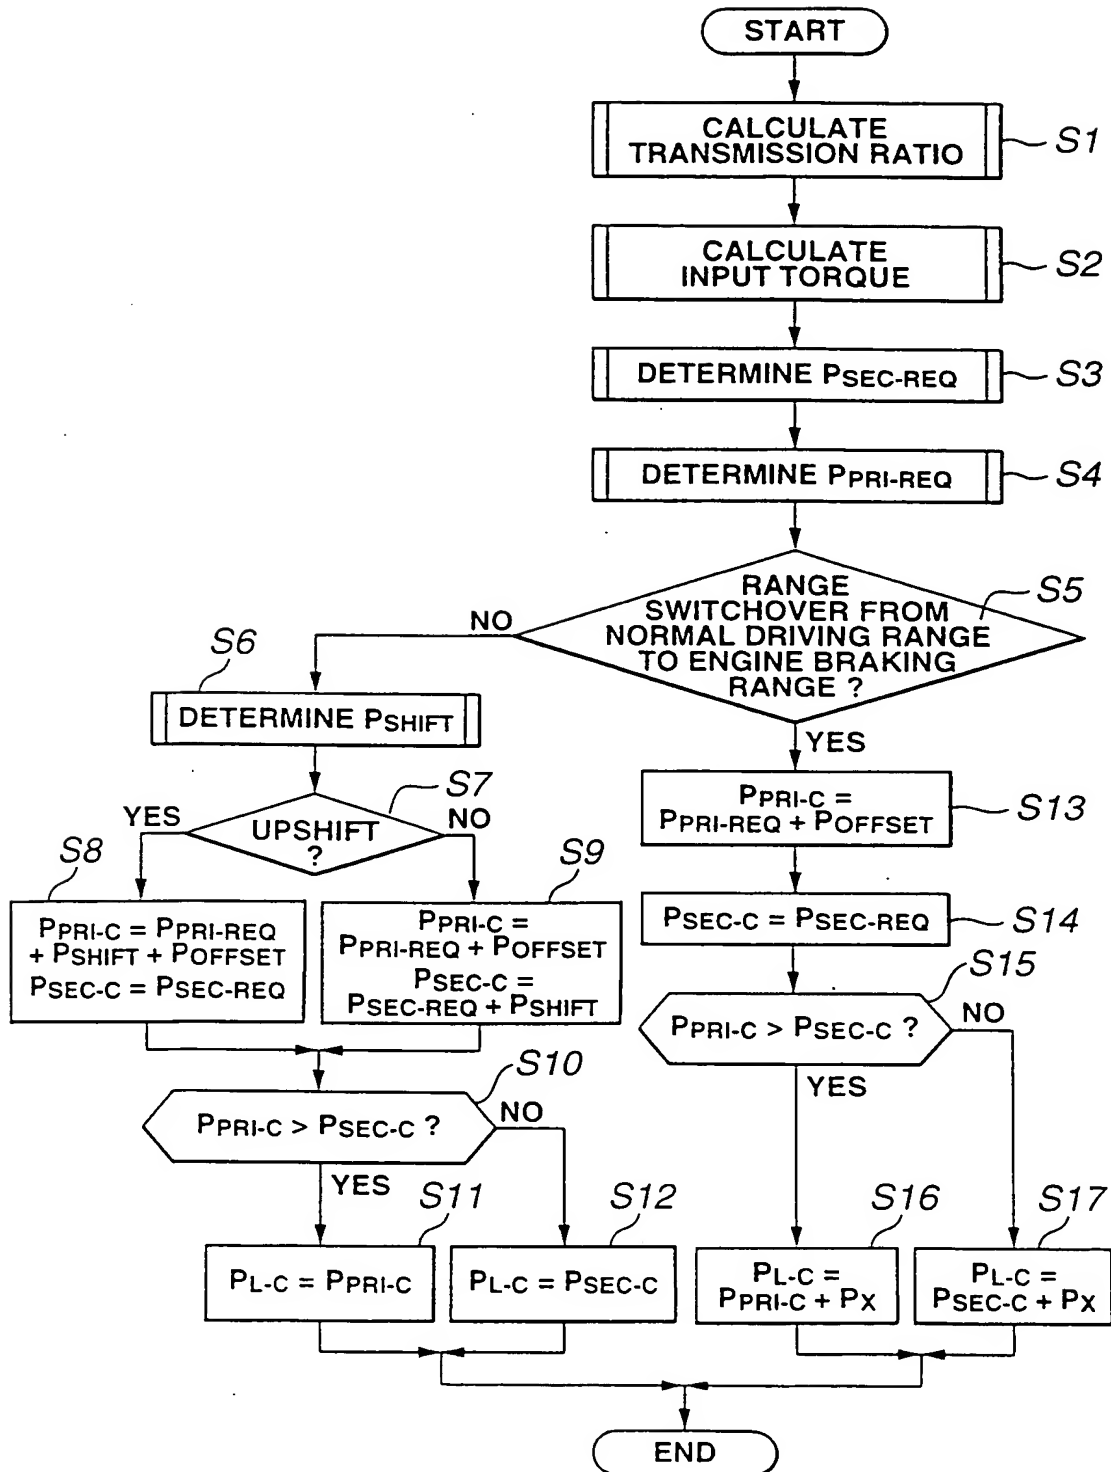 START
CALCULATE
TRANSMISSION RATIO
S1
CALCULATE
INPUT TORQUE
S2
DETERMINE PSEC-REQ
S3
DETERMINE PPRI-REQ
S4
RANGE
SWITCHOVER FROM
NORMAL DRIVING RANGE
TO ENGINE BRAKING
RANGE ?
S5
NO
YES
S6
DETERMINE PSHIFT
S7
UPSHIFT
?
YES
NO
S8
PPRI-C = PPRI-REQ
+ PSHIFT + POFFSET
PSEC-C = PSEC-REQ
S9
PPRI-C =
PPRI-REQ + POFFSET
PSEC-C =
PSEC-REQ + PSHIFT
S10
PPRI-C > PSEC-C ?
NO
YES
S11
PL-C = PPRI-C
S12
PL-C = PSEC-C
PPRI-C =
PPRI-REQ + POFFSET
S13
PSEC-C = PSEC-REQ
S14
S15
PPRI-C > PSEC-C ?
NO
YES
S16
PL-C =
PPRI-C + PX
S17
PL-C =
PSEC-C + PX
END